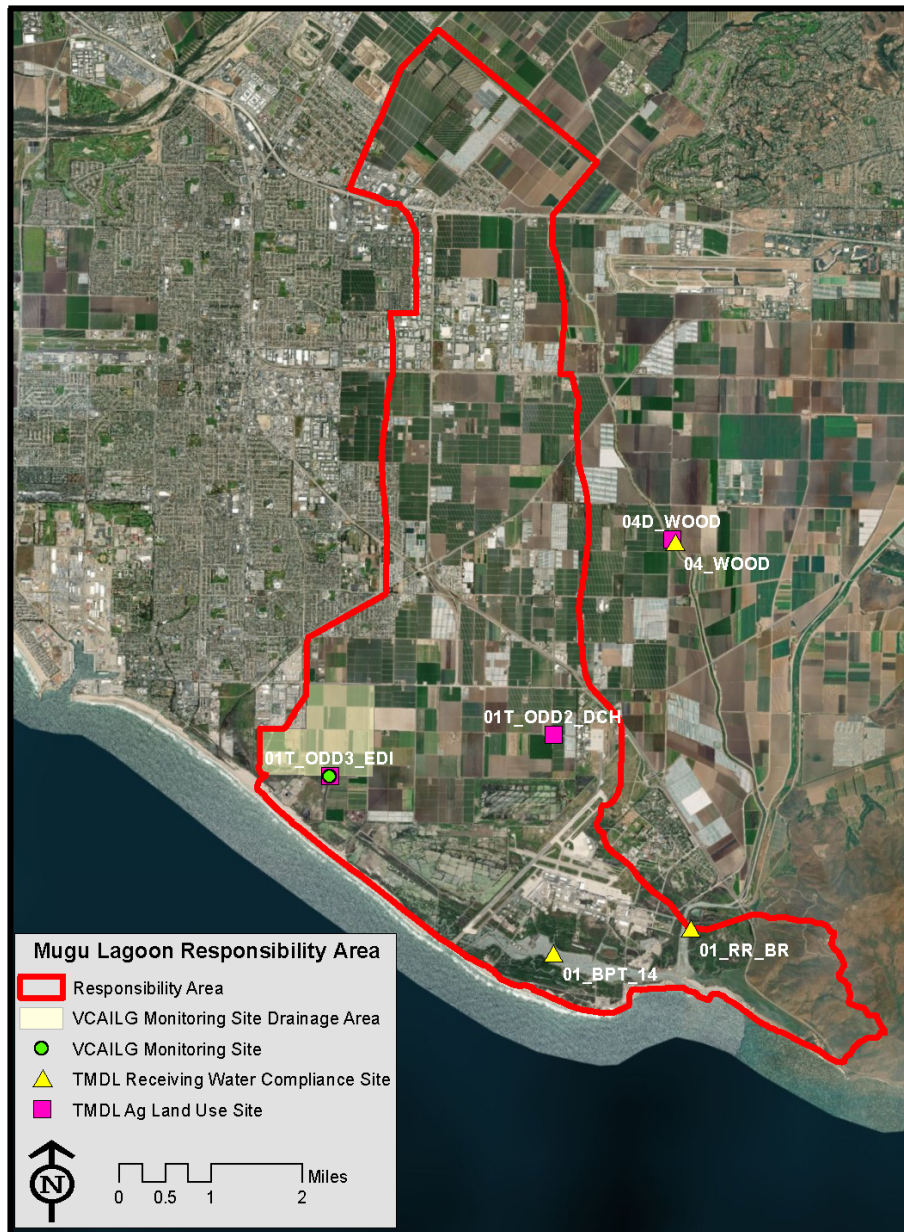 04D_WOOD
04_WOOD
01T_ODD2_DCH
01T_ODD3_EDI
01_RR_BR
01_BPT_14
Mugu Lagoon Responsibility Area
Responsibility Area
VCAILG Monitoring Site Drainage Area
VCAILG Monitoring Site
TMDL Receiving Water Compliance Site
TMDL Ag Land Use Site
N
Miles
0 0.5 1 2